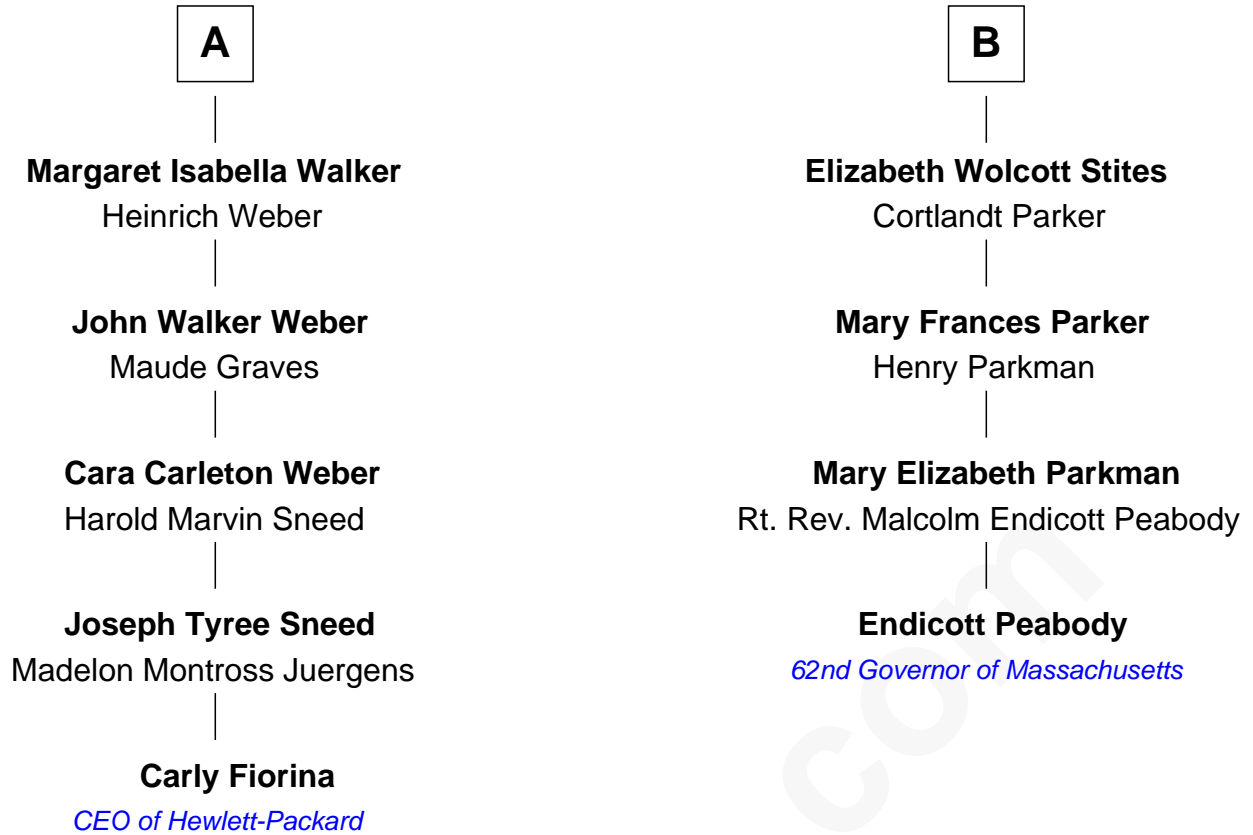 A
Margaret Isabella Walker
Heinrich Weber
John Walker Weber
Maude Graves
Cara Carleton Weber
Harold Marvin Sneed
Joseph Tyree Sneed
Madelon Montross Juergens
Carly Fiorina
CEO of Hewlett-Packard
B
Elizabeth Wolcott Stites
Cortlandt Parker
Mary Frances Parker
Henry Parkman
Mary Elizabeth Parkman
Rt. Rev. Malcolm Endicott Peabody
Endicott Peabody
62nd Governor of Massachusetts
com